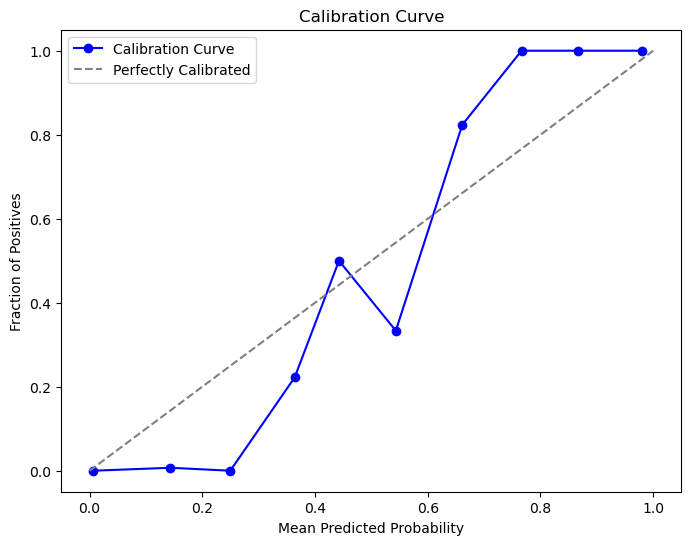 Calibration Curve
Calibration Curve
Perfectly Calibrated
1.0
0.8
0.6
0.4
0.2
0.0
Fraction of Positives
0.0 0.2 0.4 0.6 0.8 1.0
Mean Predicted Probability